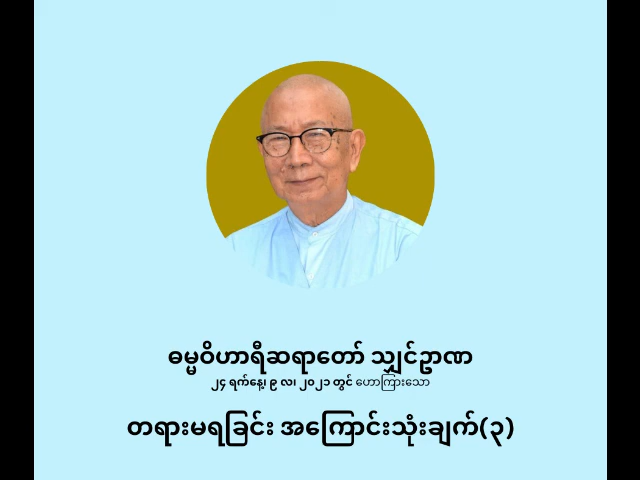 ဓမ္မဝိဟာရီဆရာတော် သျှင်ဥာဏ
၂၄ ရက်နေ့၊ ၉ လ၊ ၂၀၂၁ တွင် ဟောကြားသော
တရားမရခြင်း အကြောင်းသုံးချက်(၃)